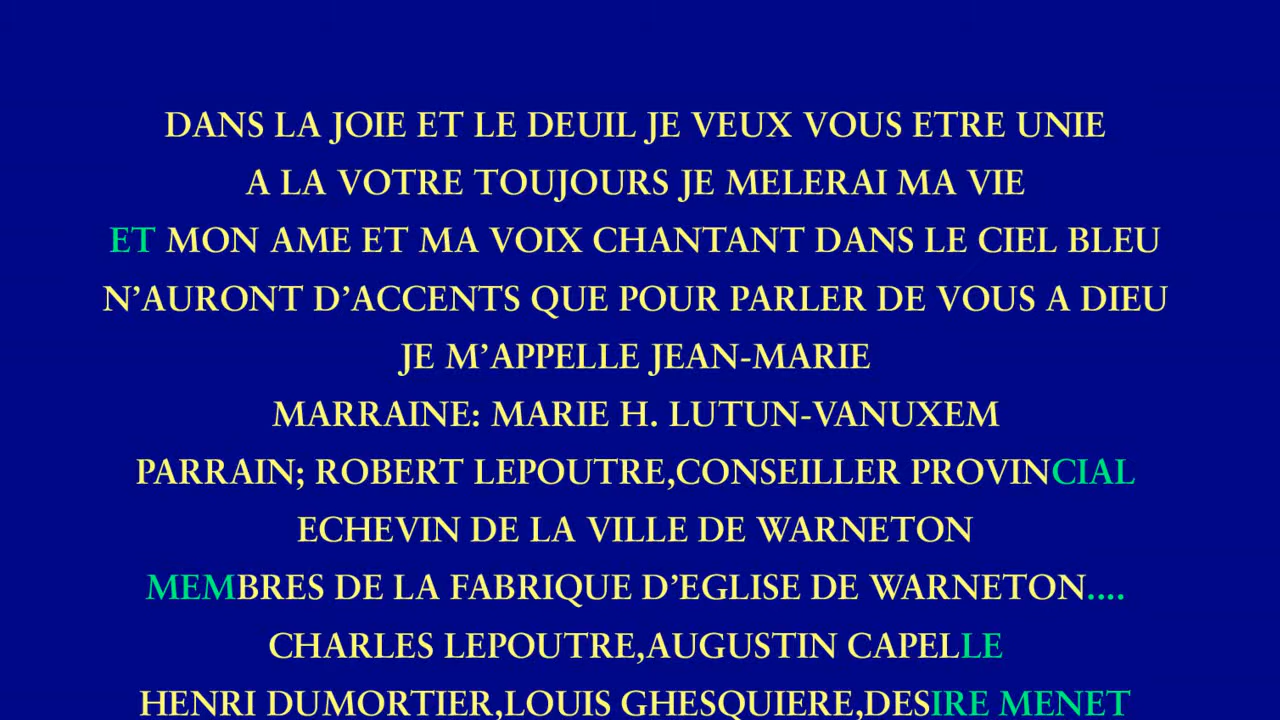 DANS LA JOIE ET LE DEUIL JE VEUX VOUS ETRE UNIE
A LA VOTRE TOUJOURS JE MELERAI MA VIE
ET MON AME ET MA VOIX CHANTANT DANS LE CIEL BLEU
N’AURONT D’ACCENTS QUE POUR PARLER DE VOUS A DIEU
JE M’APPELLE JEAN-MARIE
MARRAINE: MARIE H. LUTUN-VANUXEM
PARRAIN; ROBERT LEPOUTRE,CONSEILLER PROVINCIAL
ECHEVIN DE LA VILLE DE WARNETON
MEMBRES DE LA FABRIQUE D’EGLISE DE WARNETON....
CHARLES LEPOUTRE,AUGUSTIN CAPELLE
HENRI DUMORTIER,LOUIS GHESQUIERE,DESIRE MENET